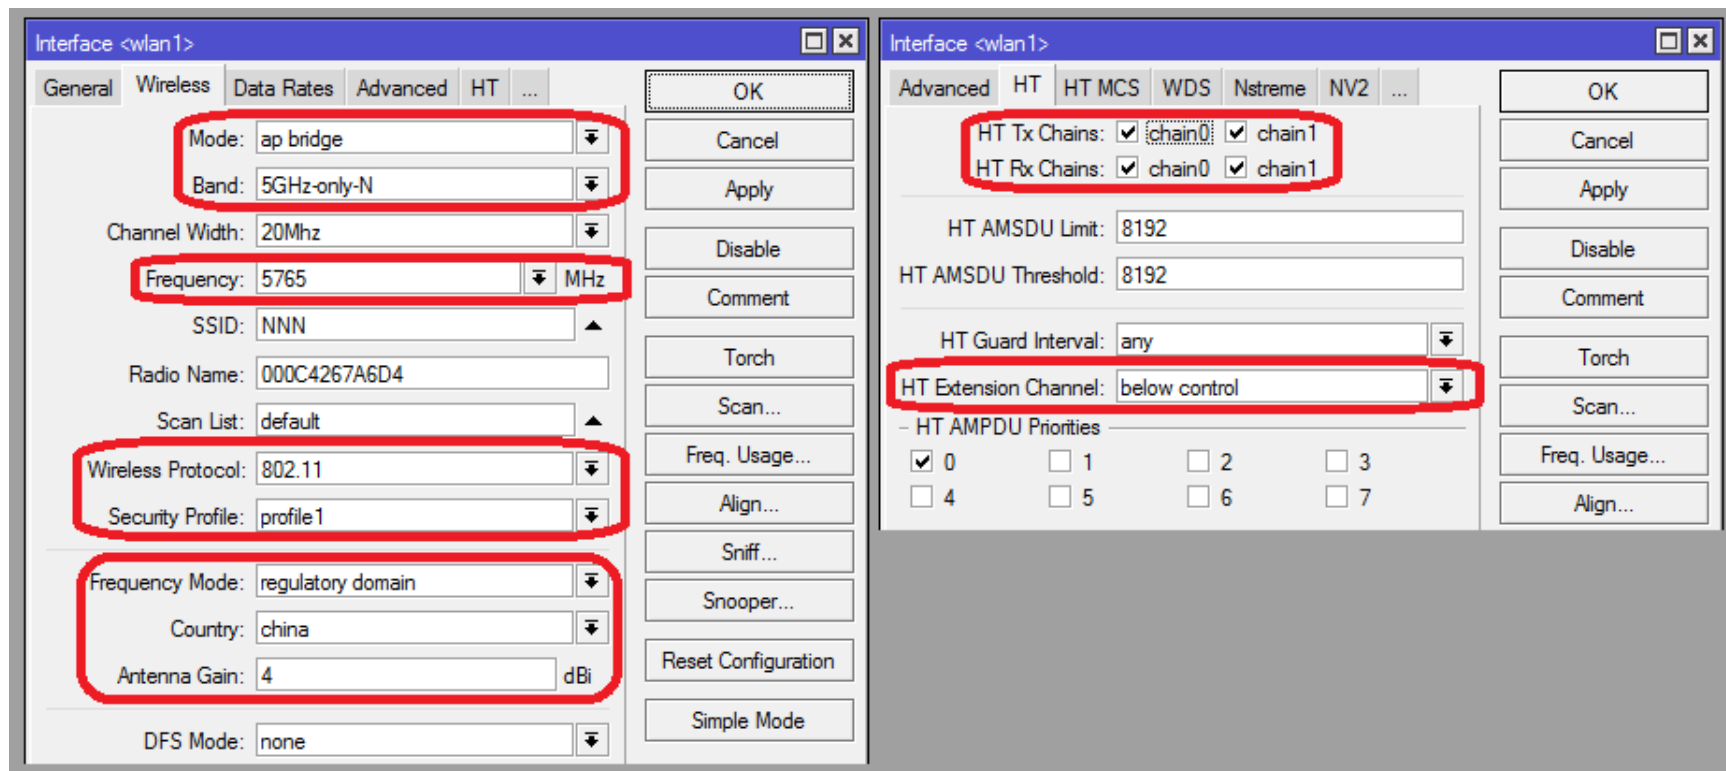 Interface <wlan1>
General Wireless Data Rates Advanced HT ...
Mode: ap bridge
Band: 5GHz-only-N
Channel Width: 20Mhz
Frequency: 5765 MHz
SSID: NNN
Radio Name: 000C4267A6D4
Scan List: default
Wireless Protocol: 802.11
Security Profile: profile1
Frequency Mode: regulatory domain
Country: china
Antenna Gain: 4 dBi
DFS Mode: none
OK
Cancel
Apply
Disable
Comment
Torch
Scan...
Freq. Usage...
Align...
Sniff...
Snooper...
Reset Configuration
Simple Mode
Interface <wlan1>
Advanced HT HT MCS WDS Nstreme NV2 ...
HT Tx Chains: chain0 chain1
HT Rx Chains: chain0 chain1
HT AMSDU Limit: 8192
HT AMSDU Threshold: 8192
HT Guard Interval: any
HT Extension Channel: below control
HT AMPDU Priorities
0 1 2 3
4 5 6 7
OK
Cancel
Apply
Disable
Comment
Torch
Scan...
Freq. Usage...
Align...